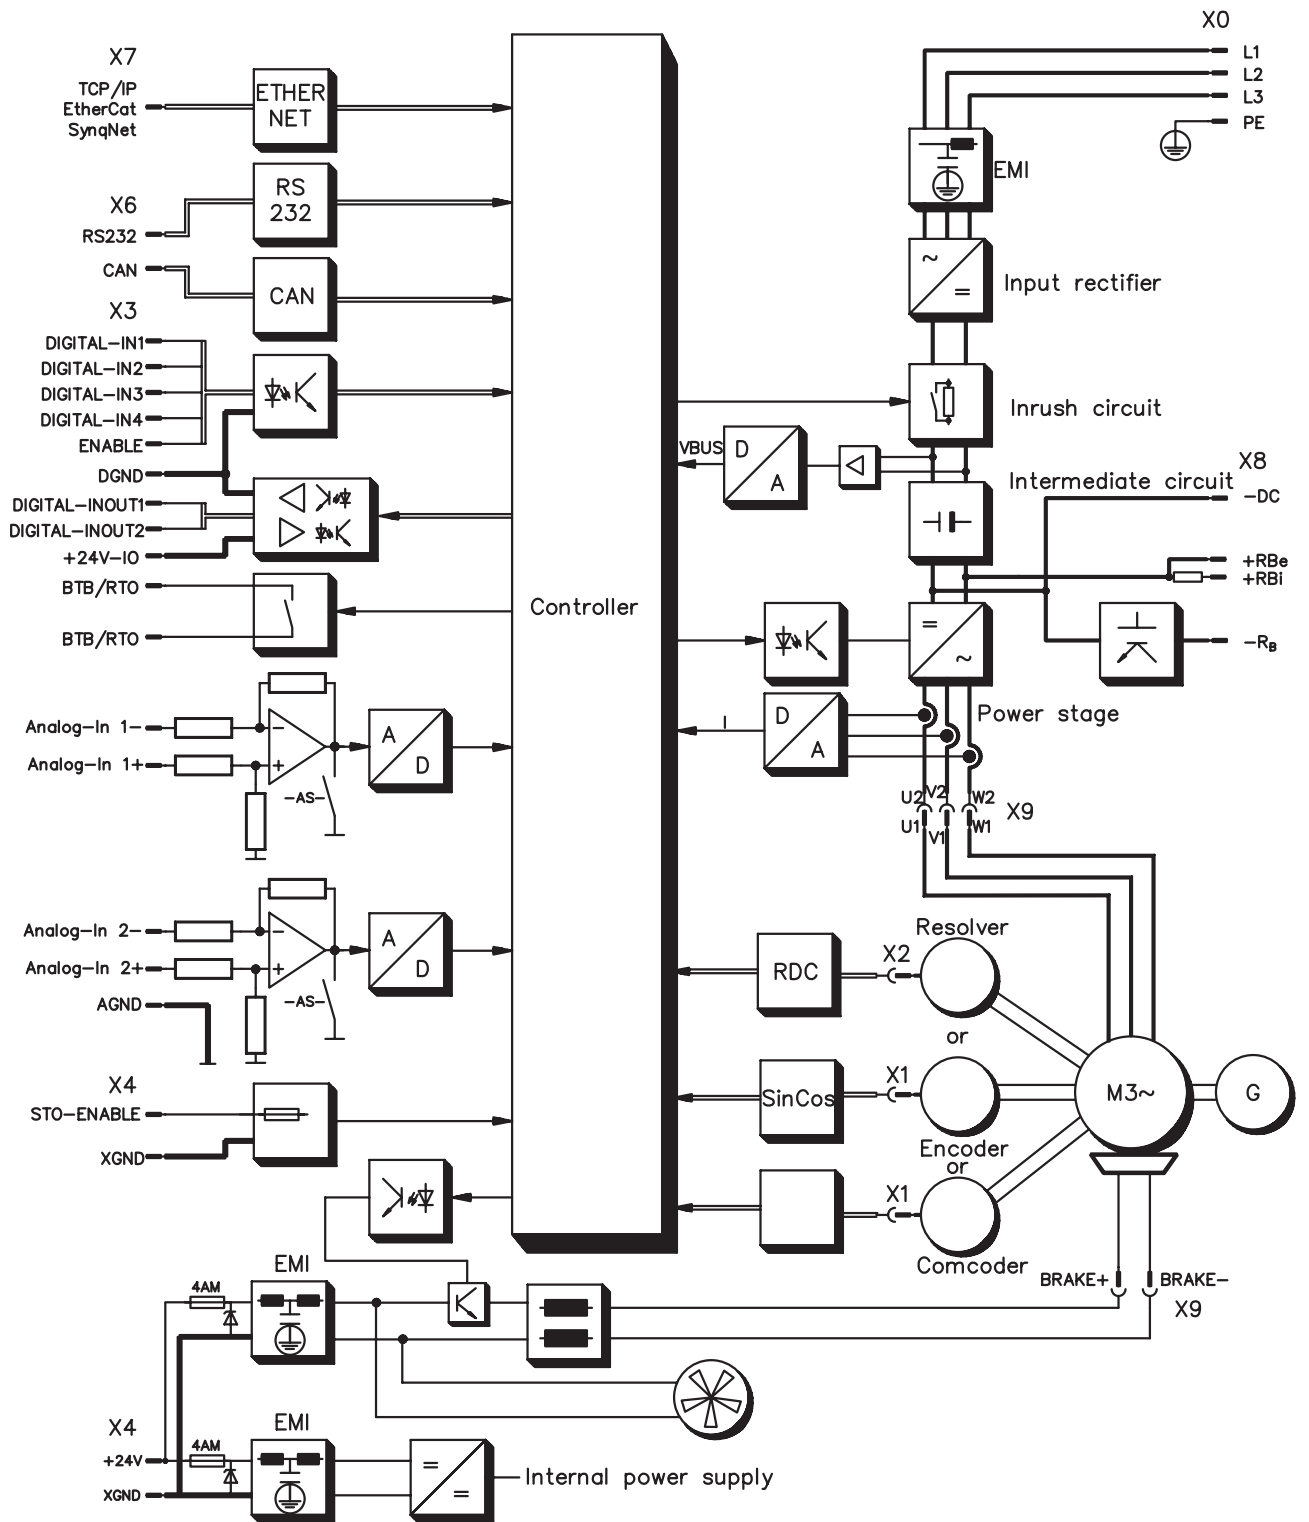 X7
TCP/IP
EtherCat
SynqNet
ETHER
NET
X6
RS232
RS
232
CAN
CAN
X3
DIGITAL-IN1
DIGITAL-IN2
DIGITAL-IN3
DIGITAL-IN4
ENABLE
DGND
DIGITAL-INOUT1
DIGITAL-INOUT2
+24V-IO
BTB/RTO
BTB/RTO
Analog-In 1-
Analog-In 1+
-
+
-AS-
A
D
Analog-In 2-
Analog-In 2+
-
+
-AS-
A
D
AGND
X4
STO-ENABLE
XGND
EMI
4AM
X4
+24V
XGND
4AM
EMI
=
=
Internal power supply
Controller
X0
L1
L2
L3
PE
EMI
~
=
Input rectifier
Inrush circuit
VBUS
D
A
Intermediate circuit
X8
-DC
+RBe
+RBi
-RB
=
~
Power stage
I
D
A
U2
V2
W2
X9
U1
V1
W1
RDC
X2
Resolver
or
SinCos
X1
Encoder
or
X1
Comcoder
M3~
G
BRAKE+
BRAKE-
X9